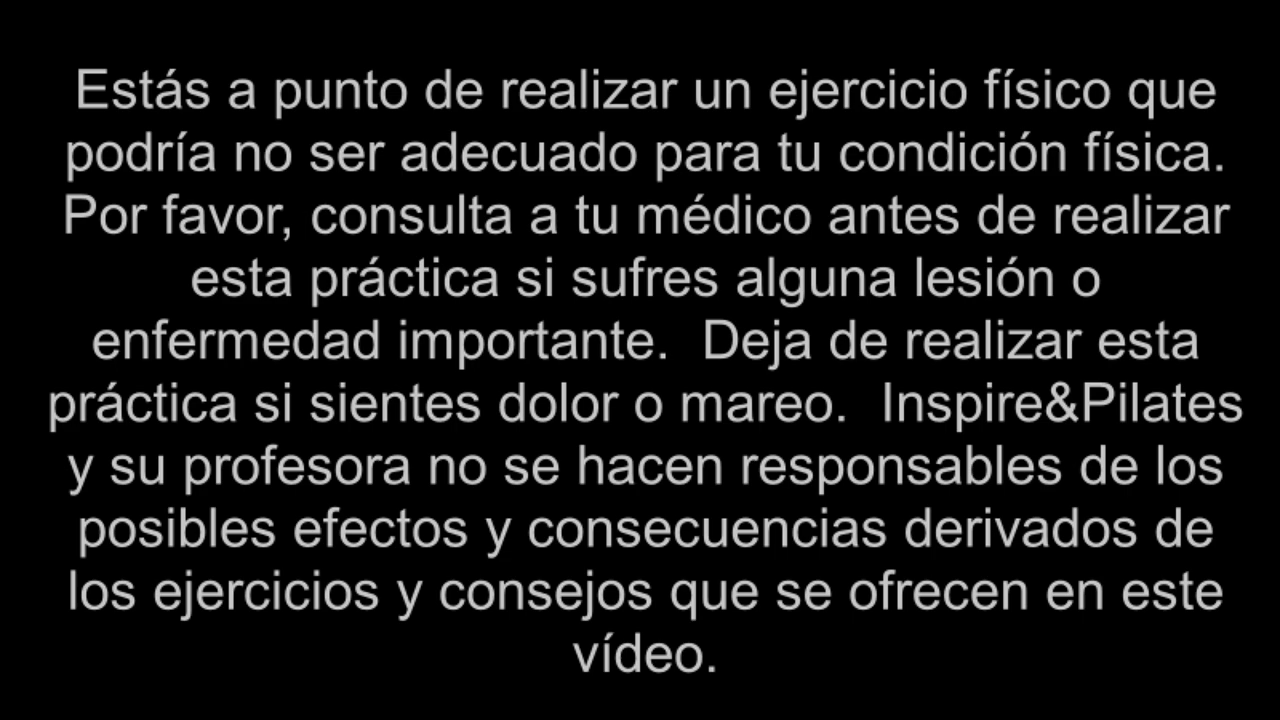 Estás a punto de realizar un ejercicio físico que
podría no ser adecuado para tu condición física.
Por favor, consulta a tu médico antes de realizar
esta práctica si sufres alguna lesión o
enfermedad importante.  Deja de realizar esta
práctica si sientes dolor o mareo.  Inspire&Pilates
y su profesora no se hacen responsables de los
posibles efectos y consecuencias derivados de
los ejercicios y consejos que se ofrecen en este
vídeo.